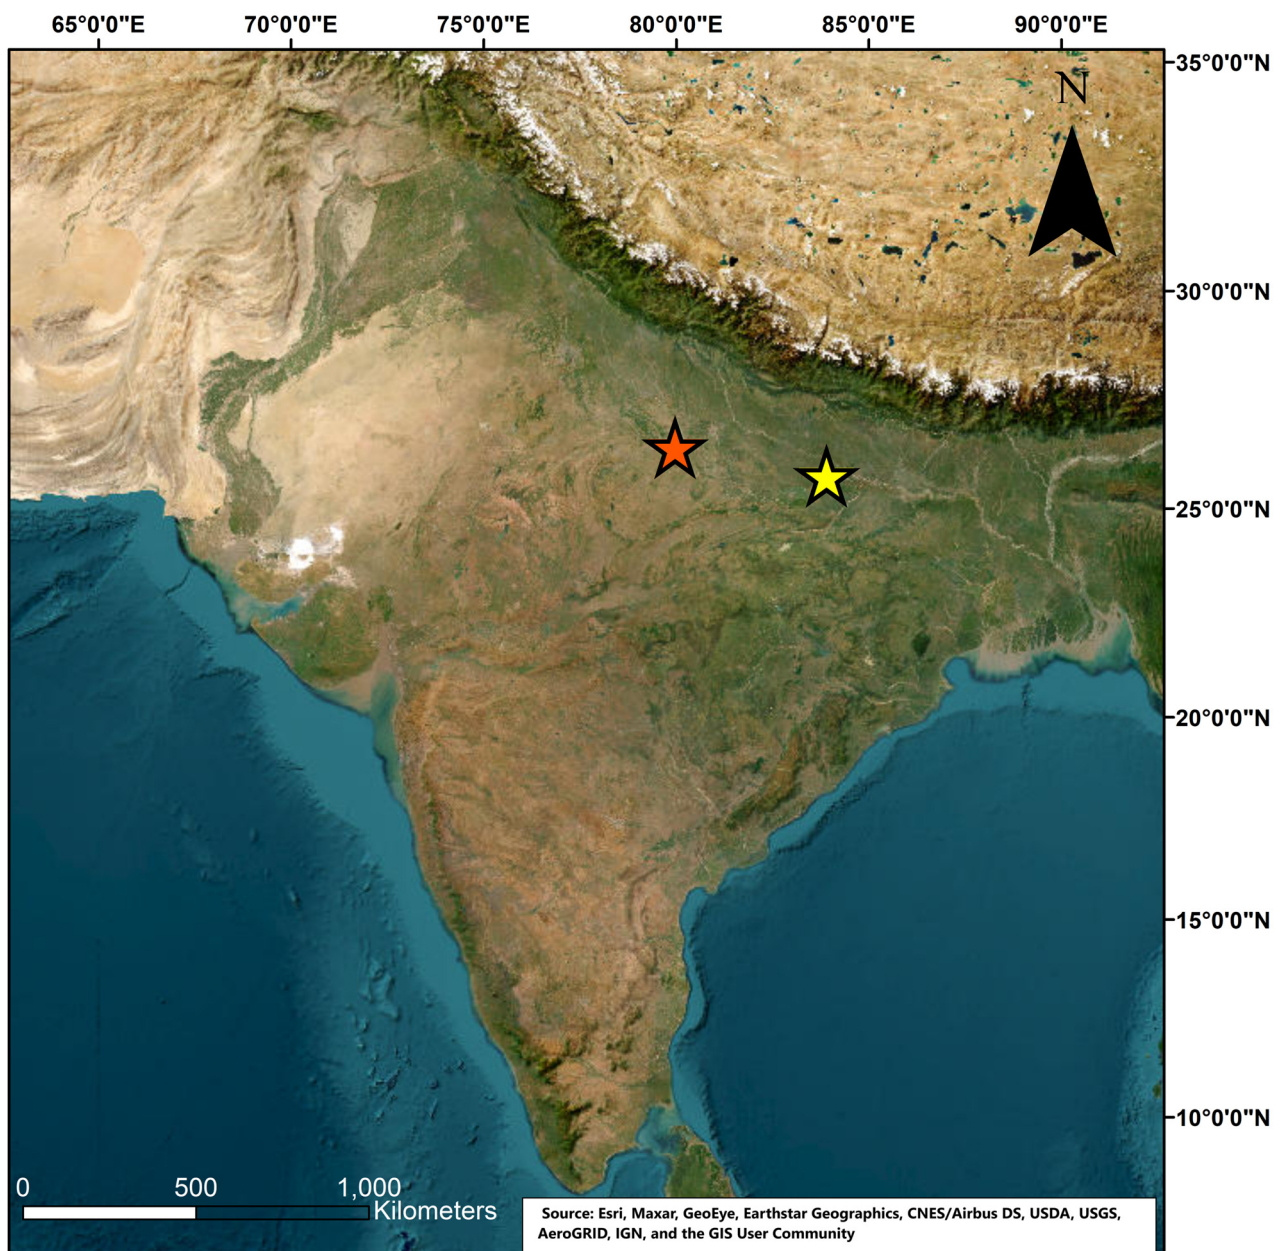 65°0'0"E 70°0'0"E 75°0'0"E 80°0'0"E 85°0'0"E 90°0'0"E
35°0'0"N
N
30°0'0"N
25°0'0"N
20°0'0"N
15°0'0"N
10°0'0"N
0 500 1,000
Kilometers
Source: Esri, Maxar, GeoEye, Earthstar Geographics, CNES/Airbus DS, USDA, USGS,
AeroGRID, IGN, and the GIS User Community